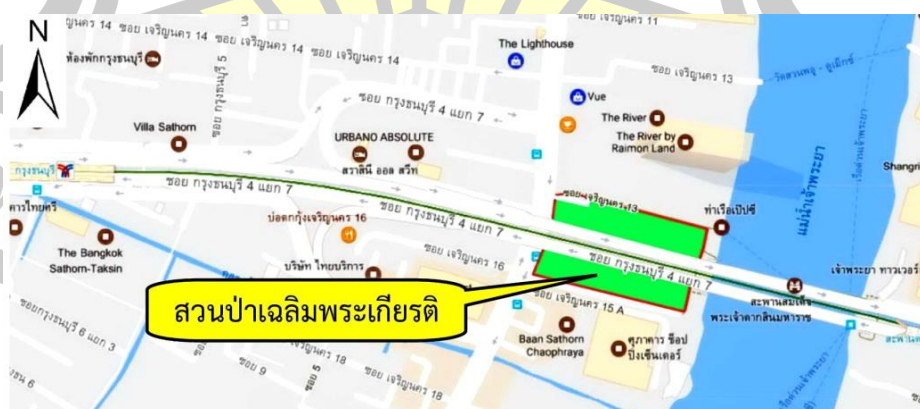 N
ซอย เจริญนคร 14
ซอย เจริญนคร 14
ซอย เจริญนคร 14
ซอย เจริญนคร 14
ซอย เจริญนคร 11
The Lighthouse
ห้องพักกรุงธนบุรี
ซอย กรุงธนบุรี 5
ซอย เจริญนคร 13
ซอย กรุงธนบุรี 4 แยก 7
Vue
The River
The River by
Raimon Land
Villa Sathorn
URBANO ABSOLUTE
สาลินี ออล สวีท
แม่น้ำเจ้าพระยา
Shangri
กรุงธนบุรี
ซอย กรุงธนบุรี 4 แยก 7
ซอย กรุงธนบุรี 4 แยก 7
ซอย เจริญนคร 13
ท่าเรือเป๊ปซี่
บ่อตกกุ้งเจริญนคร 16
ซอย กรุงธนบุรี 4 แยก 7
The Bangkok
Sathorn-Taksin
ซอย เจริญนคร 16
บริษัท ไทยบริการ
เจ้าพระยา ทาวเวอร์
สะพานสมเด็จ
พระเจ้าตากสินมหาราช
สวนป่าเฉลิมพระเกียรติ
ซอย เจริญนคร 15 A
Baan Sathorn
Chaophraya
ศุภาคาร ช็อป
ปิ้งเซ็นเตอร์
ซอยกรุงธนบุรี 6 แยก 3
ซอย 9
ซอย 5
ซอย เจริญนคร 18